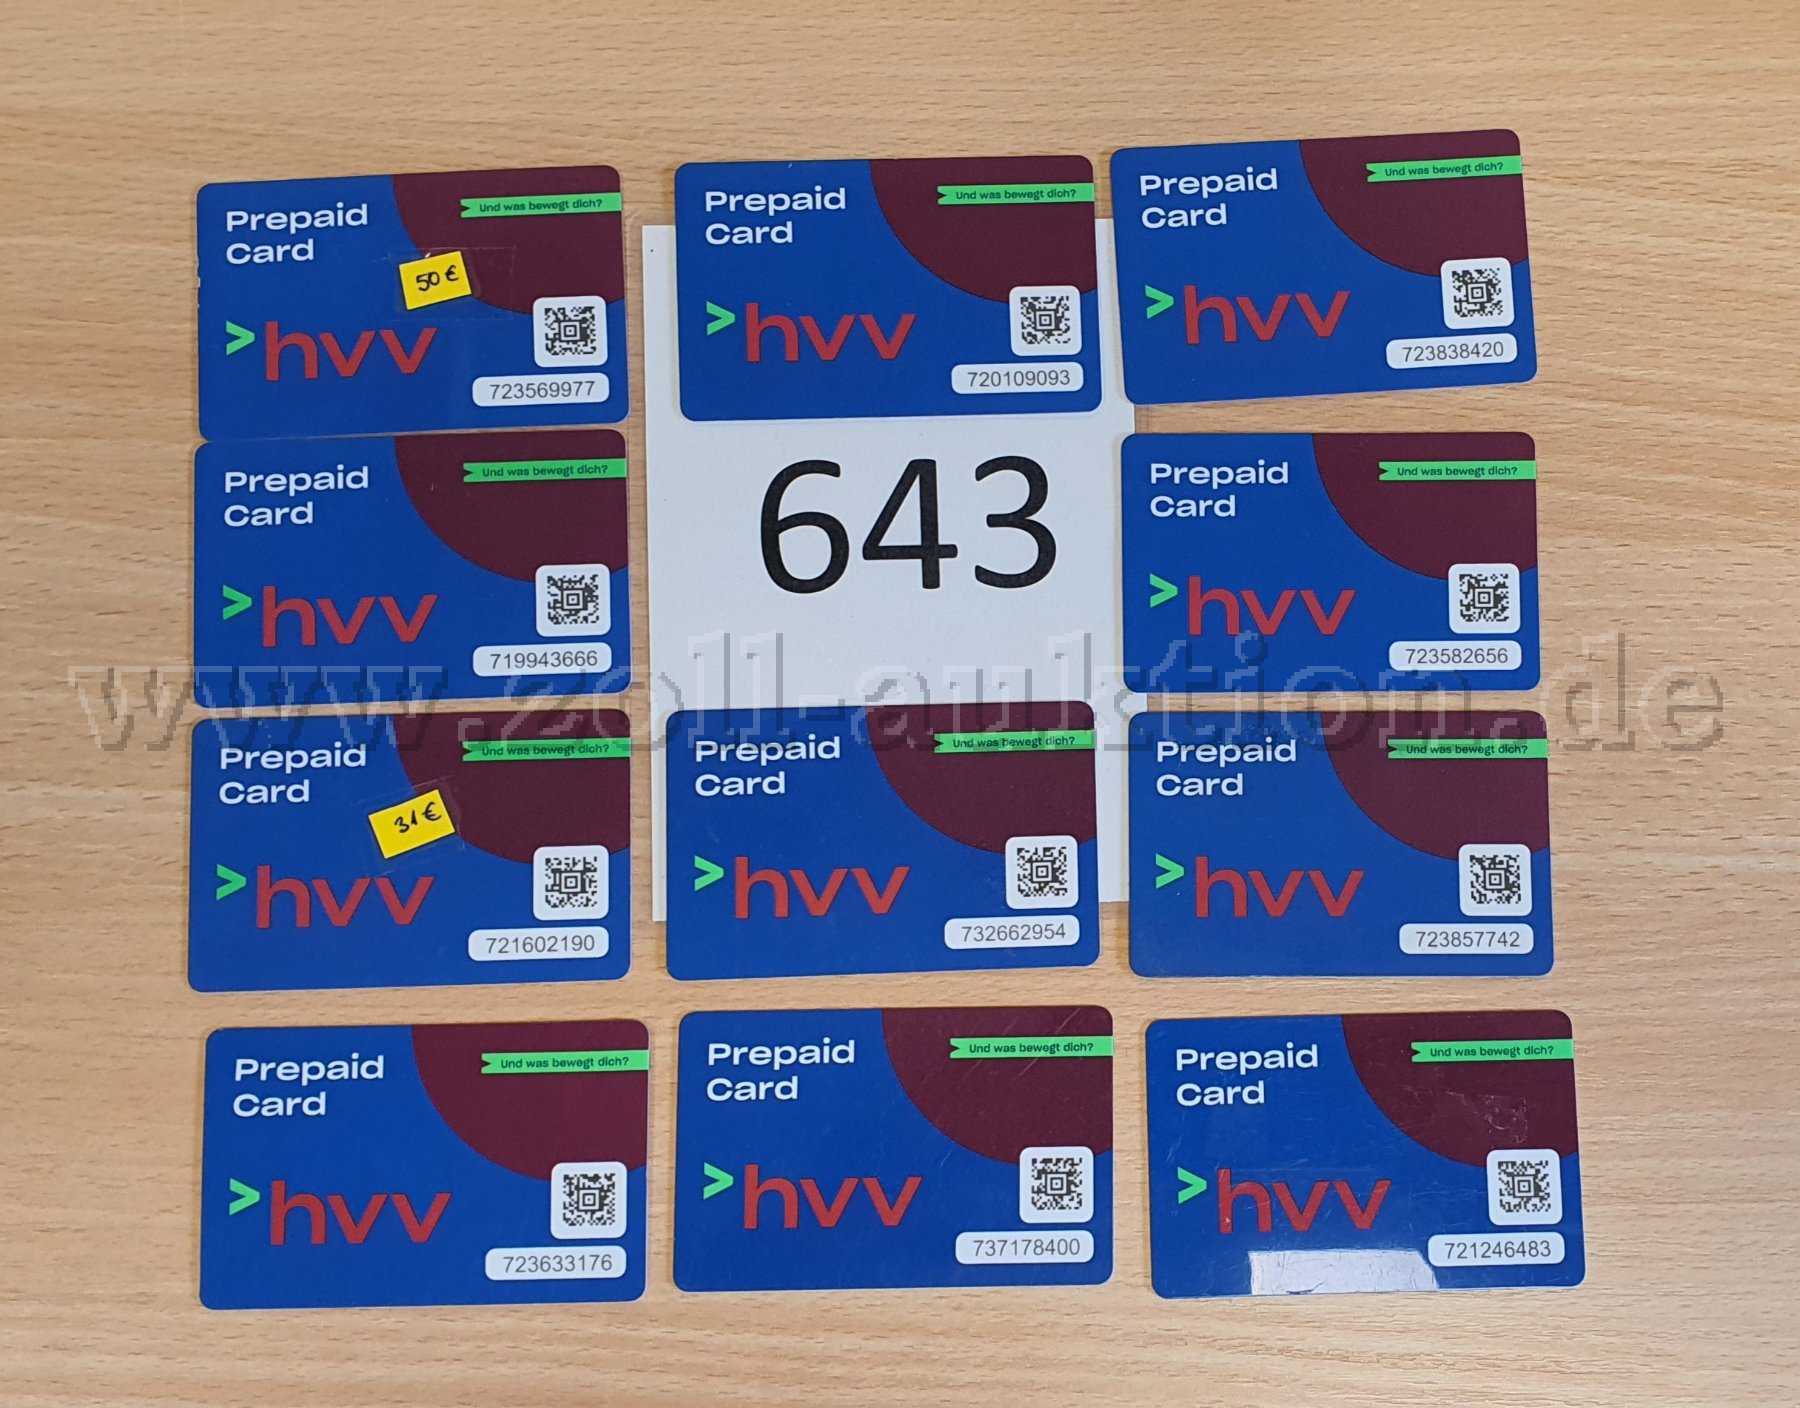 Prepaid
Card
Und was bewegt dich?
50 €
>hvv
723569977
Prepaid
Card
Und was bewegt dich?
>hvv
720109093
Prepaid
Card
Und was bewegt dich?
>hvv
723838420
Prepaid
Card
Und was bewegt dich?
>hvv
719943666
643
Prepaid
Card
Und was bewegt dich?
>hvv
723582656
www.zoll-auktion.de
Prepaid
Card
Und was bewegt dich?
31 €
>hvv
721602190
Prepaid
Card
Und was bewegt dich?
>hvv
732662954
Prepaid
Card
Und was bewegt dich?
>hvv
723857742
Prepaid
Card
Und was bewegt dich?
>hvv
723633176
Prepaid
Card
Und was bewegt dich?
>hvv
737178400
Prepaid
Card
Und was bewegt dich?
>hvv
721246483